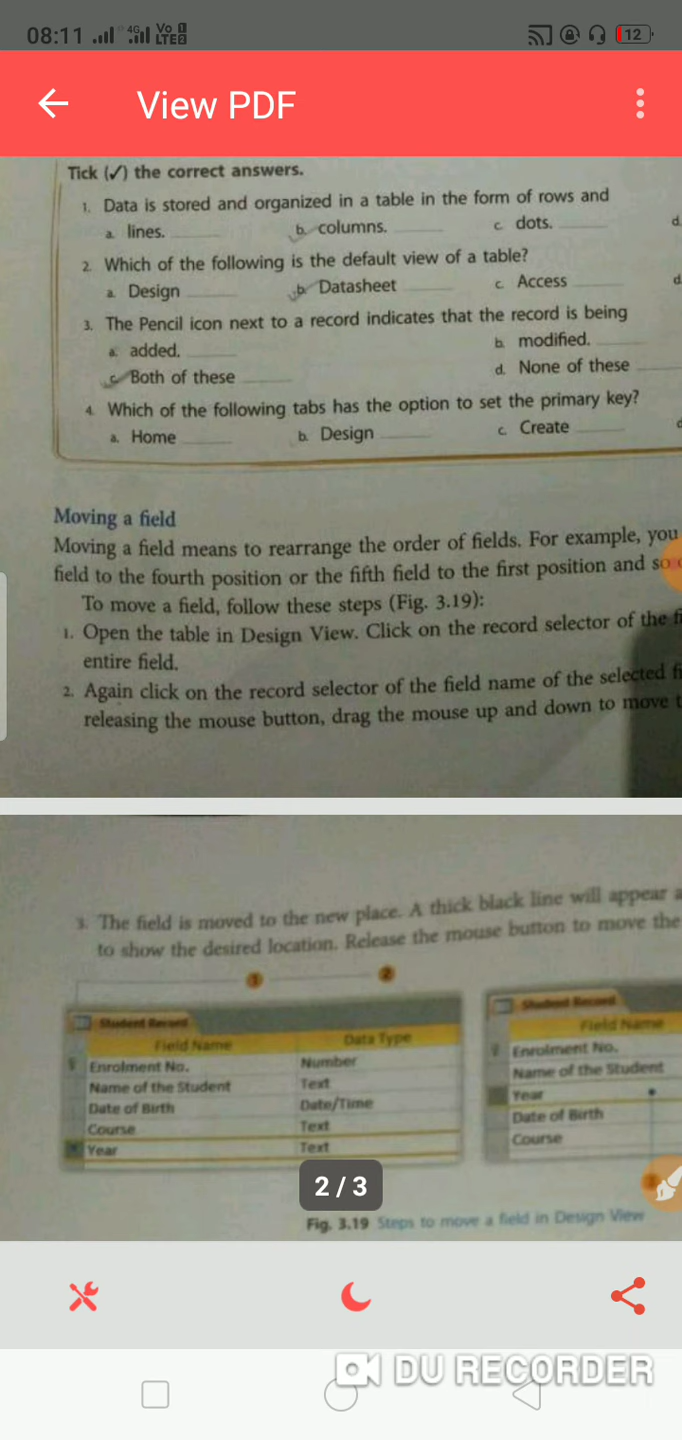 08:11 4G Vo LTE 1 2 12
View PDF
Tick (✓) the correct answers.
1. Data is stored and organized in a table in the form of rows and
a. lines. b. columns. c. dots. d.
2. Which of the following is the default view of a table?
a. Design b. Datasheet c. Access d.
3. The Pencil icon next to a record indicates that the record is being
a. added. b. modified.
c. Both of these d. None of these
4. Which of the following tabs has the option to set the primary key?
a. Home b. Design c. Create
Moving a field
Moving a field means to rearrange the order of fields. For example, you
field to the fourth position or the fifth field to the first position and so
To move a field, follow these steps (Fig. 3.19):
1. Open the table in Design View. Click on the record selector of the
entire field.
2. Again click on the record selector of the field name of the selected
releasing the mouse button, drag the mouse up and down to move
3. The field is moved to the new place. A thick black line will appear
to show the desired location. Release the mouse button to move the
1 2
Student Record Student Record
Field Name Data Type Field Name
Enrolment No. Number Enrolment No.
Name of the Student Text Name of the Student
Date of Birth Date/Time Year
Course Text Date of Birth
Year Text Course
2 / 3
Fig. 3.19 Steps to move a field in Design View
DU RECORDER